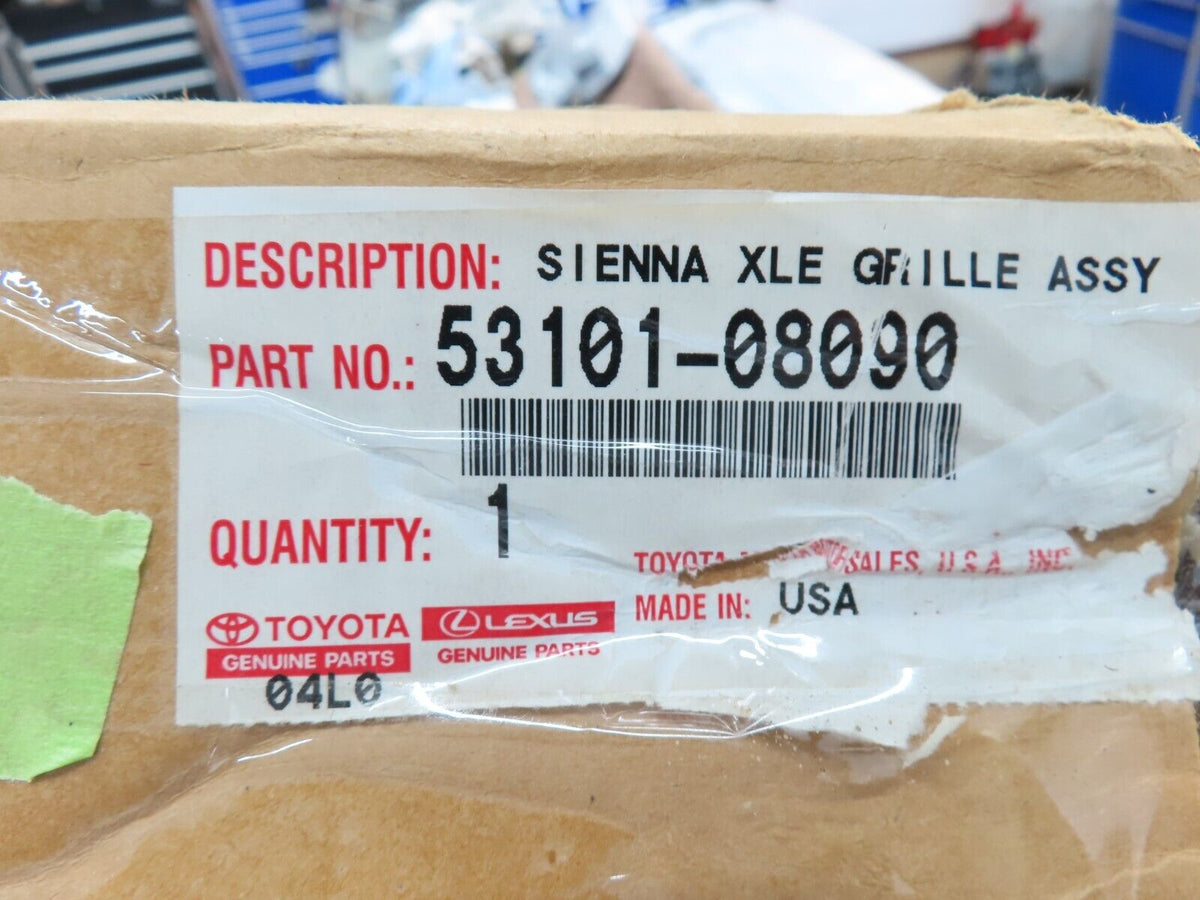 DESCRIPTION: SIENNA XLE GRILLE ASSY
PART NO.: 53101-08090
QUANTITY: 1
TOYOTA SALES, U.S.A., INC.
MADE IN: USA
TOYOTA
GENUINE PARTS
LEXUS
GENUINE PARTS
04L0